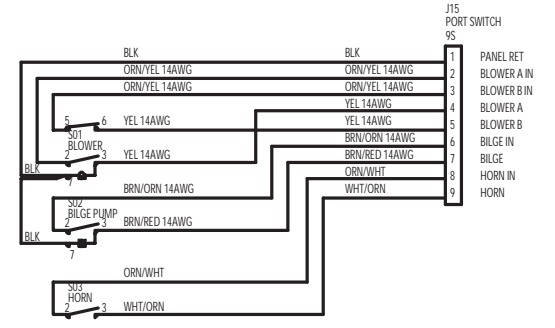 J15
PORT SWITCH
9S
BLK BLK 1 PANEL RET
ORN/YEL 14AWG ORN/YEL 14AWG 2 BLOWER A IN
ORN/YEL 14AWG ORN/YEL 14AWG 3 BLOWER B IN
YEL 14AWG 4 BLOWER A
5 6 YEL 14AWG YEL 14AWG 5 BLOWER B
S01
BLOWER
BRN/ORN 14AWG 6 BILGE IN
2 3 YEL 14AWG BRN/RED 14AWG 7 BILGE
BLK 7
ORN/WHT 8 HORN IN
BRN/ORN 14AWG WHT/ORN 9 HORN
S02
BILGE PUMP
2 3 BRN/RED 14AWG
BLK
7
ORN/WHT
S03
HORN
2 3 WHT/ORN